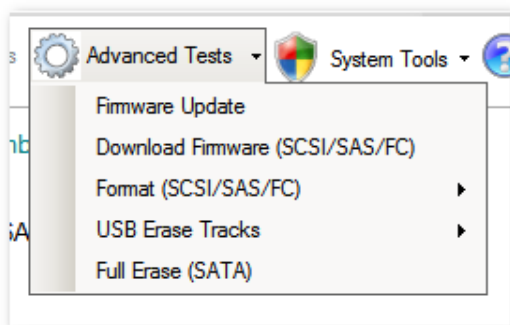 Advanced Tests
System Tools
Firmware Update
Download Firmware (SCSI/SAS/FC)
Format (SCSI/SAS/FC)
USB Erase Tracks
Full Erase (SATA)